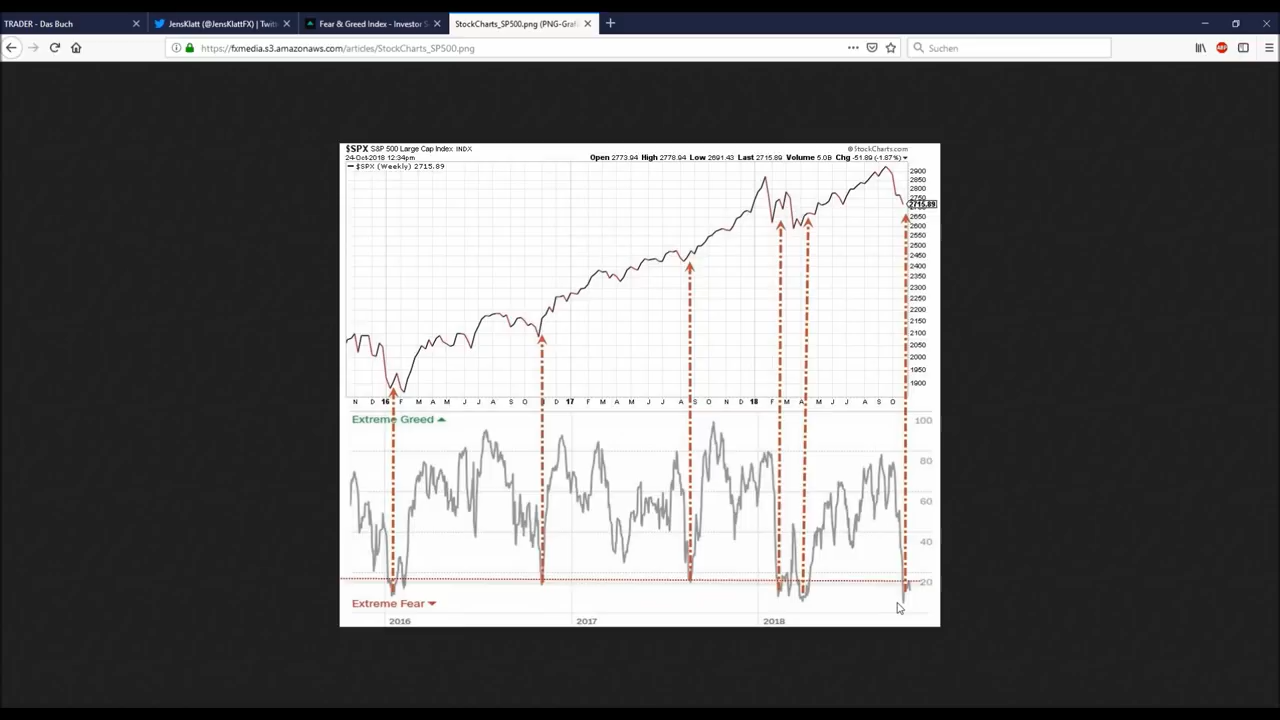 TRADER - Das Buch
JensKlatt (@JensKlattFX) | Twitt
Fear & Greed Index - Investor S
StockCharts_SP500.png (PNG-Graf
https://fxmedia.s3.amazonaws.com/articles/StockCharts_SP500.png
ABP
Suchen
$SPX S&P 500 Large Cap Index INDX
© StockCharts.com
24-Oct-2018 12:34pm
Open 2773.94 High 2778.94 Low 2691.43 Last 2715.89 Volume 5.0B Chg -51.89 (-1.87%)
$SPX (Weekly) 2715.89
2900
2850
2800
2750
2715.89
2650
2600
2550
2500
2450
2400
2350
2300
2250
2200
2150
2100
2050
2000
1950
1900
N D 16 F M A M J J A S O D 17 F M A M J J A S O N D 18 F M A M J J A S O
Extreme Greed
100
80
60
40
20
Extreme Fear
2016 2017 2018